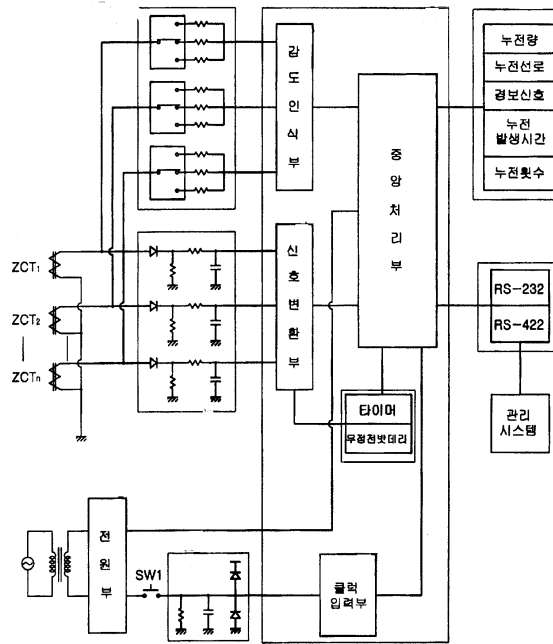 감도인식부
중앙처리부
누전량
누전선로
경보신호
누전
발생시간
누전횟수
신호변환부
ZCT₁
ZCT₂
ZCTn
RS-232
RS-422
타이머
무정전밧데리
관리
시스템
전원부
SW1
클럭
입력부